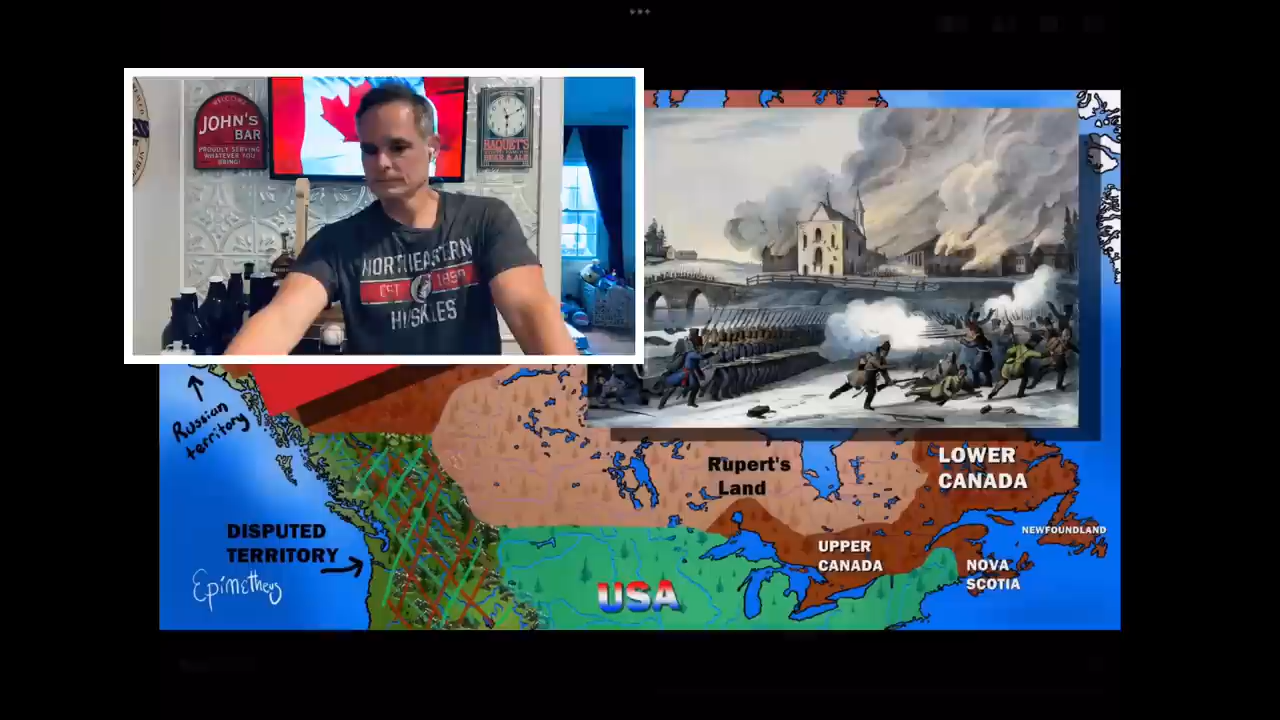 WELCOME
JOHN'S
BAR
PROUDLY SERVING
WHATEVER YOU
BRING!
NORTHEASTERN
EST 1898
HUSKIES
Russian
territory
DISPUTED
TERRITORY
Epimetheus
Rupert's
Land
USA
UPPER
CANADA
LOWER
CANADA
NEWFOUNDLAND
NOVA
SCOTIA